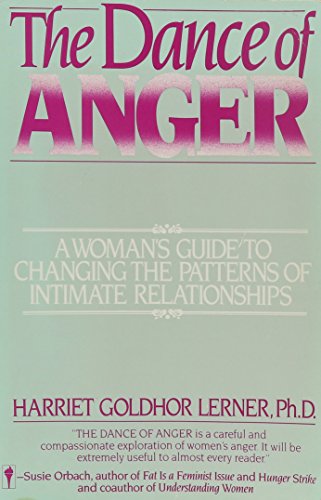 The Dance of
ANGER
A WOMAN'S GUIDE TO
CHANGING THE PATTERNS OF
INTIMATE RELATIONSHIPS
HARRIET GOLDHOR LERNER, Ph.D.
"THE DANCE OF ANGER is a careful and
compassionate exploration of women's anger. It will be
extremely useful to almost every reader."
—Susie Orbach, author of Fat Is a Feminist Issue and Hunger Strike
and coauthor of Understanding Women